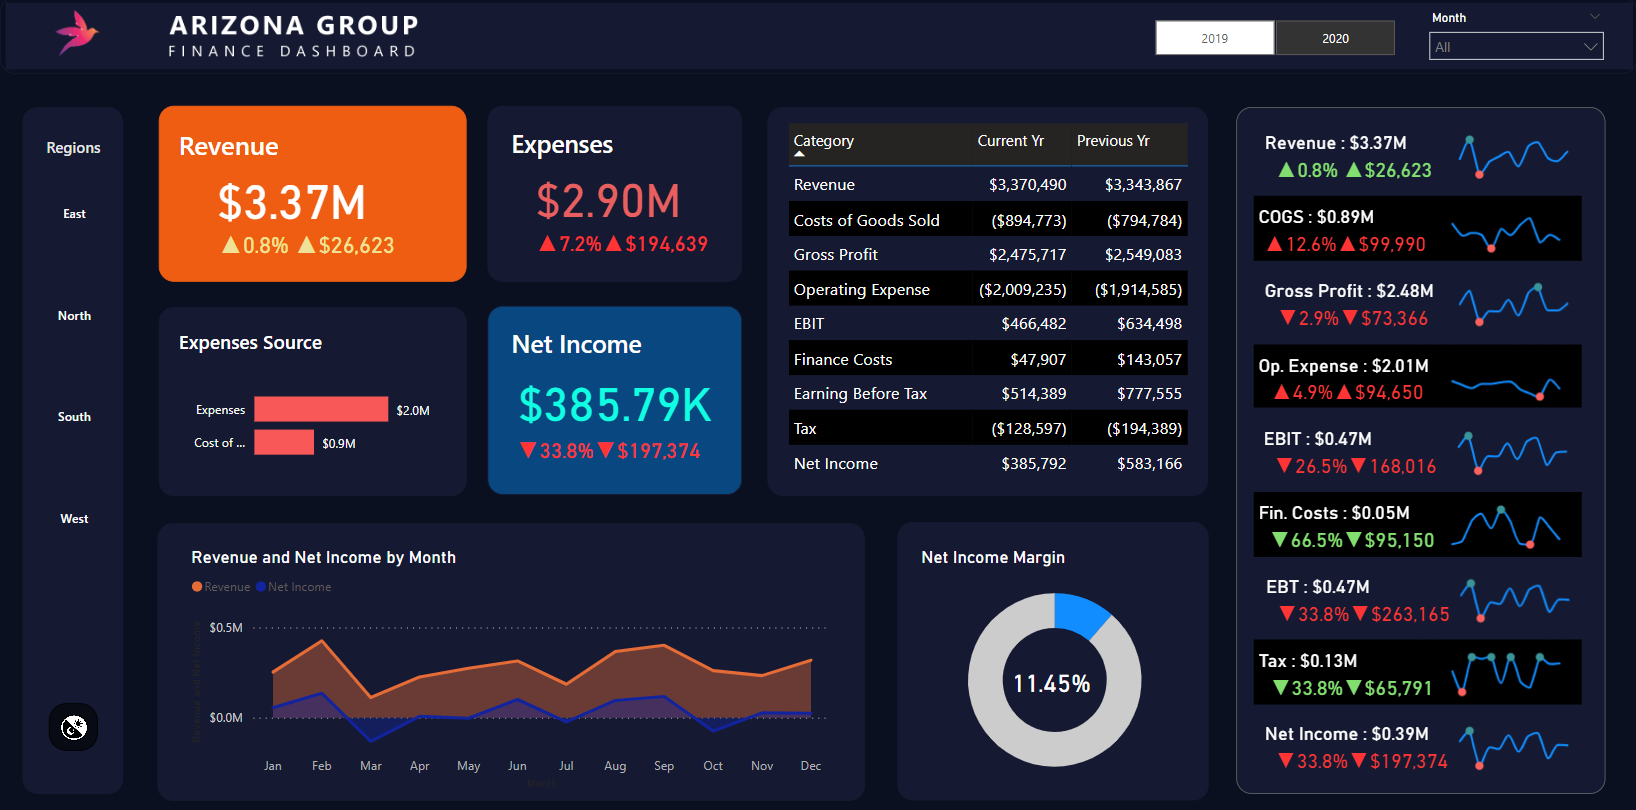 ARIZONA GROUP
FINANCE DASHBOARD
2019
2020
Month
All
Regions
East
North
South
West
Revenue
$3.37M
▲0.8% ▲$26,623
Expenses
$2.90M
▲7.2% ▲$194,639
Expenses Source
Expenses $2.0M
Cost of ... $0.9M
Net Income
$385.79K
▼33.8% ▼$197,374
Category Current Yr Previous Yr
Revenue $3,370,490 $3,343,867
Costs of Goods Sold ($894,773) ($794,784)
Gross Profit $2,475,717 $2,549,083
Operating Expense ($2,009,235) ($1,914,585)
EBIT $466,482 $634,498
Finance Costs $47,907 $143,057
Earning Before Tax $514,389 $777,555
Tax ($128,597) ($194,389)
Net Income $385,792 $583,166
Revenue and Net Income by Month
Revenue Net Income
Revenue and Net Income
$0.5M
$0.0M
Jan Feb Mar Apr May Jun Jul Aug Sep Oct Nov Dec
Month
Net Income Margin
11.45%
Revenue : $3.37M
▲0.8% ▲$26,623
COGS : $0.89M
▲12.6% ▲$99,990
Gross Profit : $2.48M
▼2.9% ▼$73,366
Op. Expense : $2.01M
▲4.9% ▲$94,650
EBIT : $0.47M
▼26.5% ▼168,016
Fin. Costs : $0.05M
▼66.5% ▼$95,150
EBT : $0.47M
▼33.8% ▼$263,165
Tax : $0.13M
▼33.8% ▼$65,791
Net Income : $0.39M
▼33.8% ▼$197,374